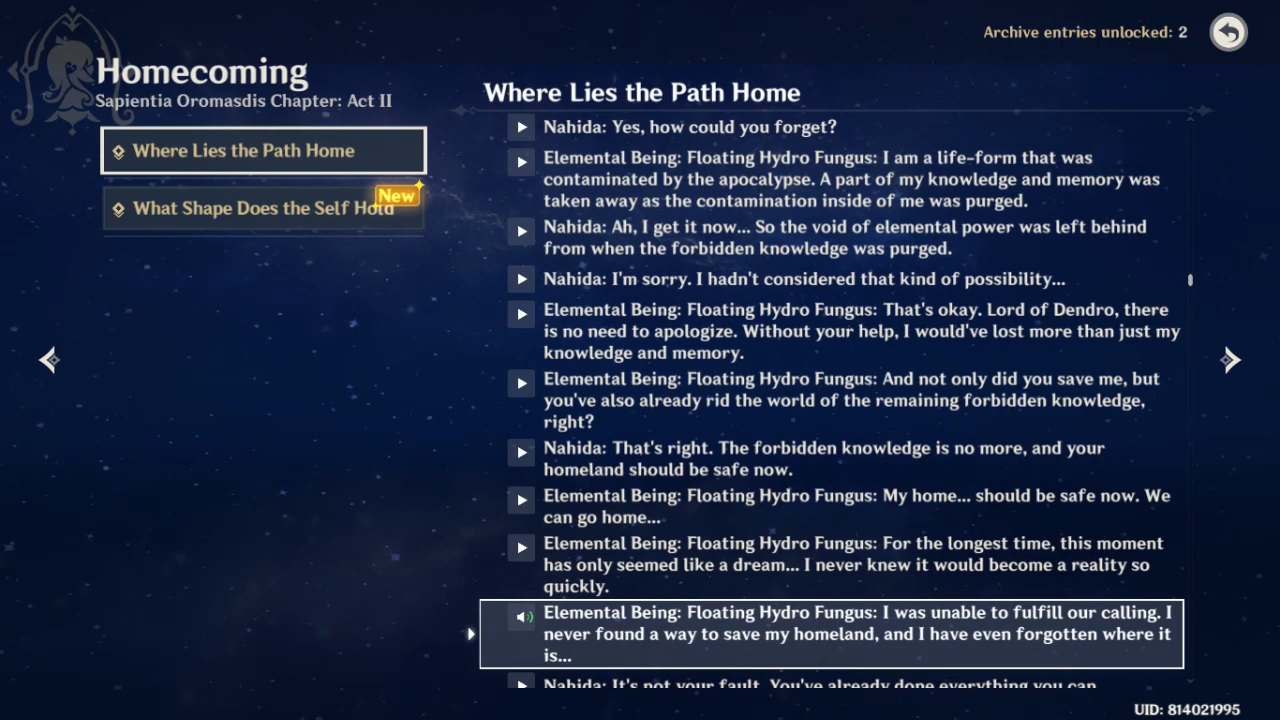 Archive entries unlocked: 2
Homecoming
Sapientia Oromasdis Chapter: Act II
Where Lies the Path Home
New
What Shape Does the Self Hold
Where Lies the Path Home
Nahida: Yes, how could you forget?
Elemental Being: Floating Hydro Fungus: I am a life-form that was
contaminated by the apocalypse. A part of my knowledge and memory was
taken away as the contamination inside of me was purged.
Nahida: Ah, I get it now... So the void of elemental power was left behind
from when the forbidden knowledge was purged.
Nahida: I'm sorry. I hadn't considered that kind of possibility...
Elemental Being: Floating Hydro Fungus: That's okay. Lord of Dendro, there
is no need to apologize. Without your help, I would've lost more than just my
knowledge and memory.
Elemental Being: Floating Hydro Fungus: And not only did you save me, but
you've also already rid the world of the remaining forbidden knowledge,
right?
Nahida: That's right. The forbidden knowledge is no more, and your
homeland should be safe now.
Elemental Being: Floating Hydro Fungus: My home... should be safe now. We
can go home...
Elemental Being: Floating Hydro Fungus: For the longest time, this moment
has only seemed like a dream... I never knew it would become a reality so
quickly.
Elemental Being: Floating Hydro Fungus: I was unable to fulfill our calling. I
never found a way to save my homeland, and I have even forgotten where it
is...
Nahida: It's not your fault. You've already done everything you can.
UID: 814021995